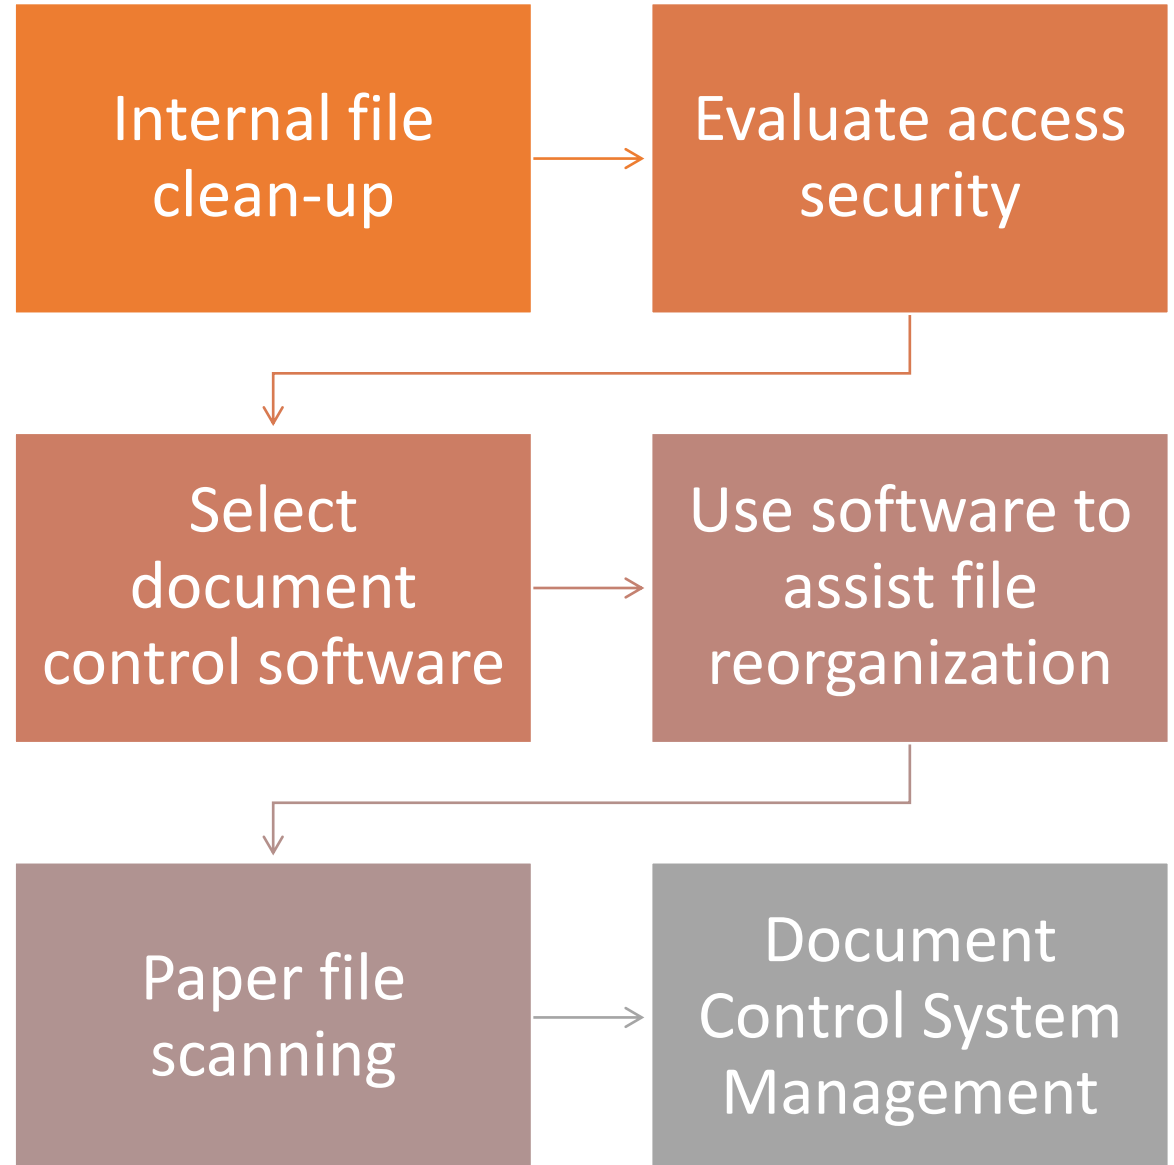 Internal file
clean-up
Evaluate access
security
Select
document
control software
Use software to
assist file
reorganization
Paper file
scanning
Document
Control System
Management